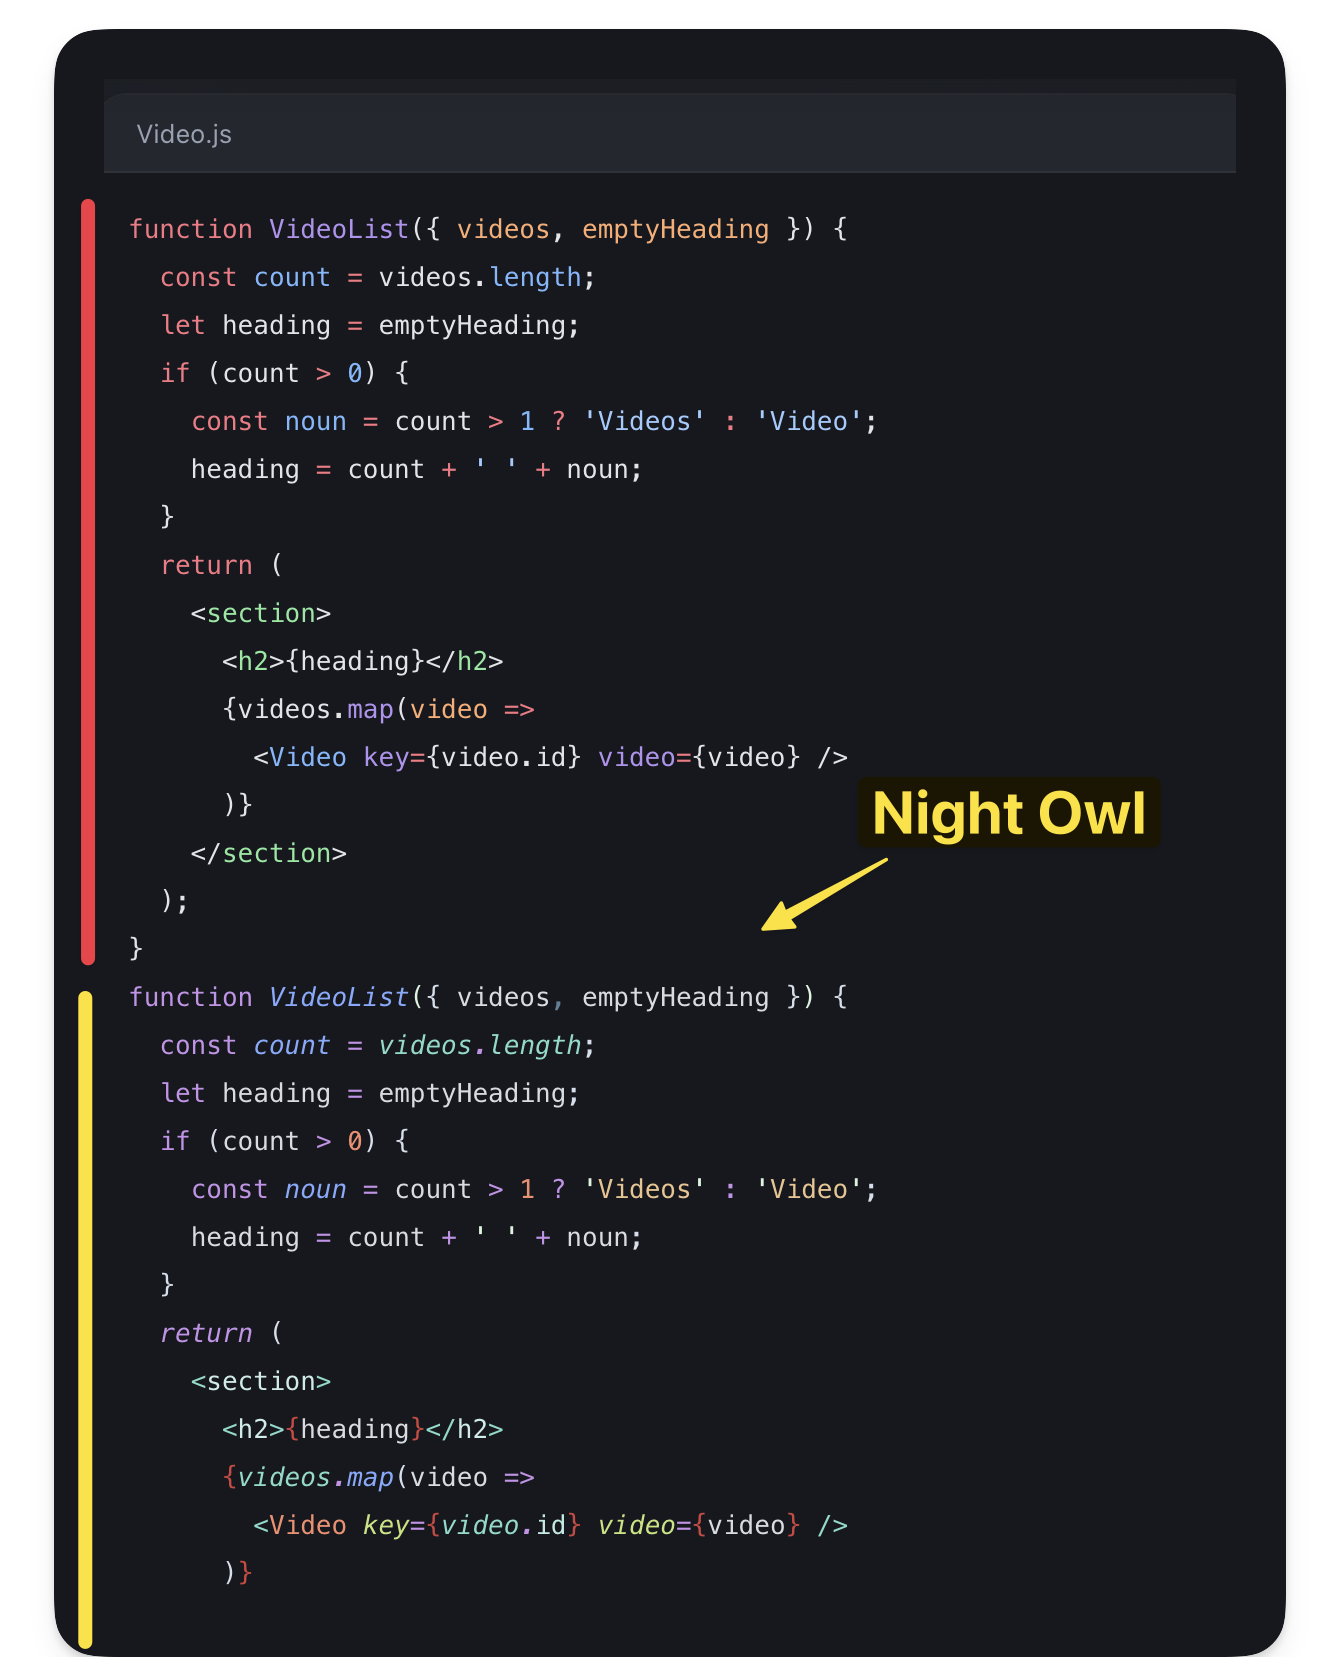 Video.js
function VideoList({ videos, emptyHeading }) {
  const count = videos.length;
  let heading = emptyHeading;
  if (count > 0) {
    const noun = count > 1 ? 'Videos' : 'Video';
    heading = count + ' ' + noun;
  }
  return (
    <section>
      <h2>{heading}</h2>
      {videos.map(video =>
        <Video key={video.id} video={video} />
      )}
    </section>
  );
}
Night Owl
function VideoList({ videos, emptyHeading }) {
  const count = videos.length;
  let heading = emptyHeading;
  if (count > 0) {
    const noun = count > 1 ? 'Videos' : 'Video';
    heading = count + ' ' + noun;
  }
  return (
    <section>
      <h2>{heading}</h2>
      {videos.map(video =>
        <Video key={video.id} video={video} />
      )}